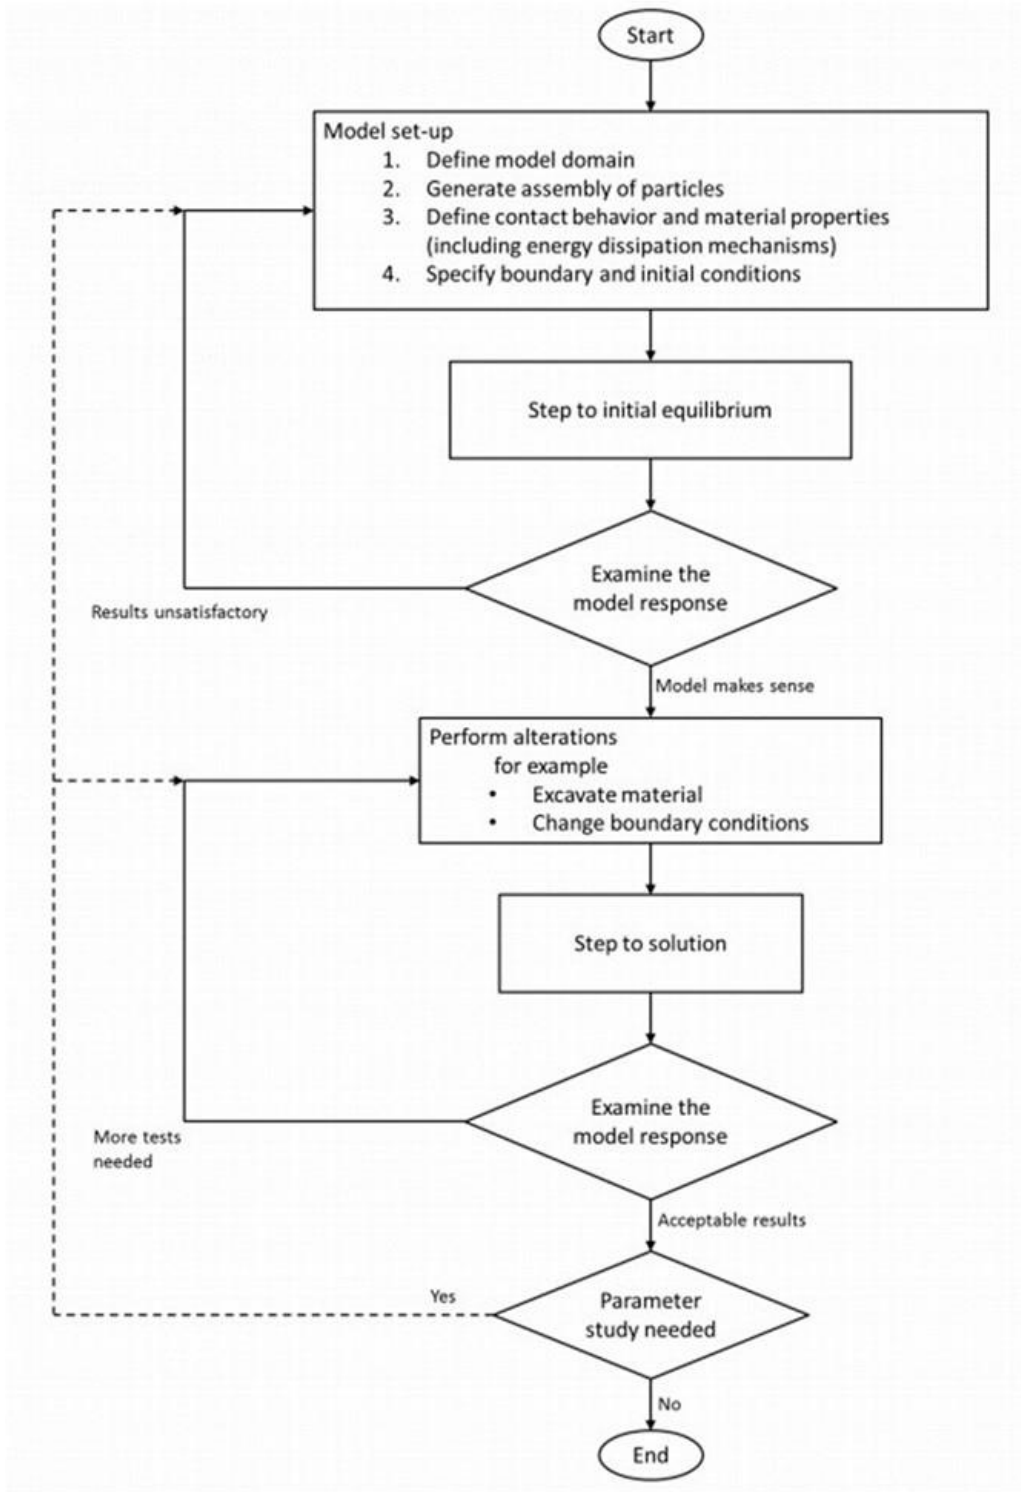 Start
Model set-up
1. Define model domain
2. Generate assembly of particles
3. Define contact behavior and material properties
(including energy dissipation mechanisms)
4. Specify boundary and initial conditions
Step to initial equilibrium
Examine the
model response
Results unsatisfactory
Model makes sense
Perform alterations
for example
• Excavate material
• Change boundary conditions
Step to solution
Examine the
model response
More tests
needed
Acceptable results
Yes
Parameter
study needed
No
End